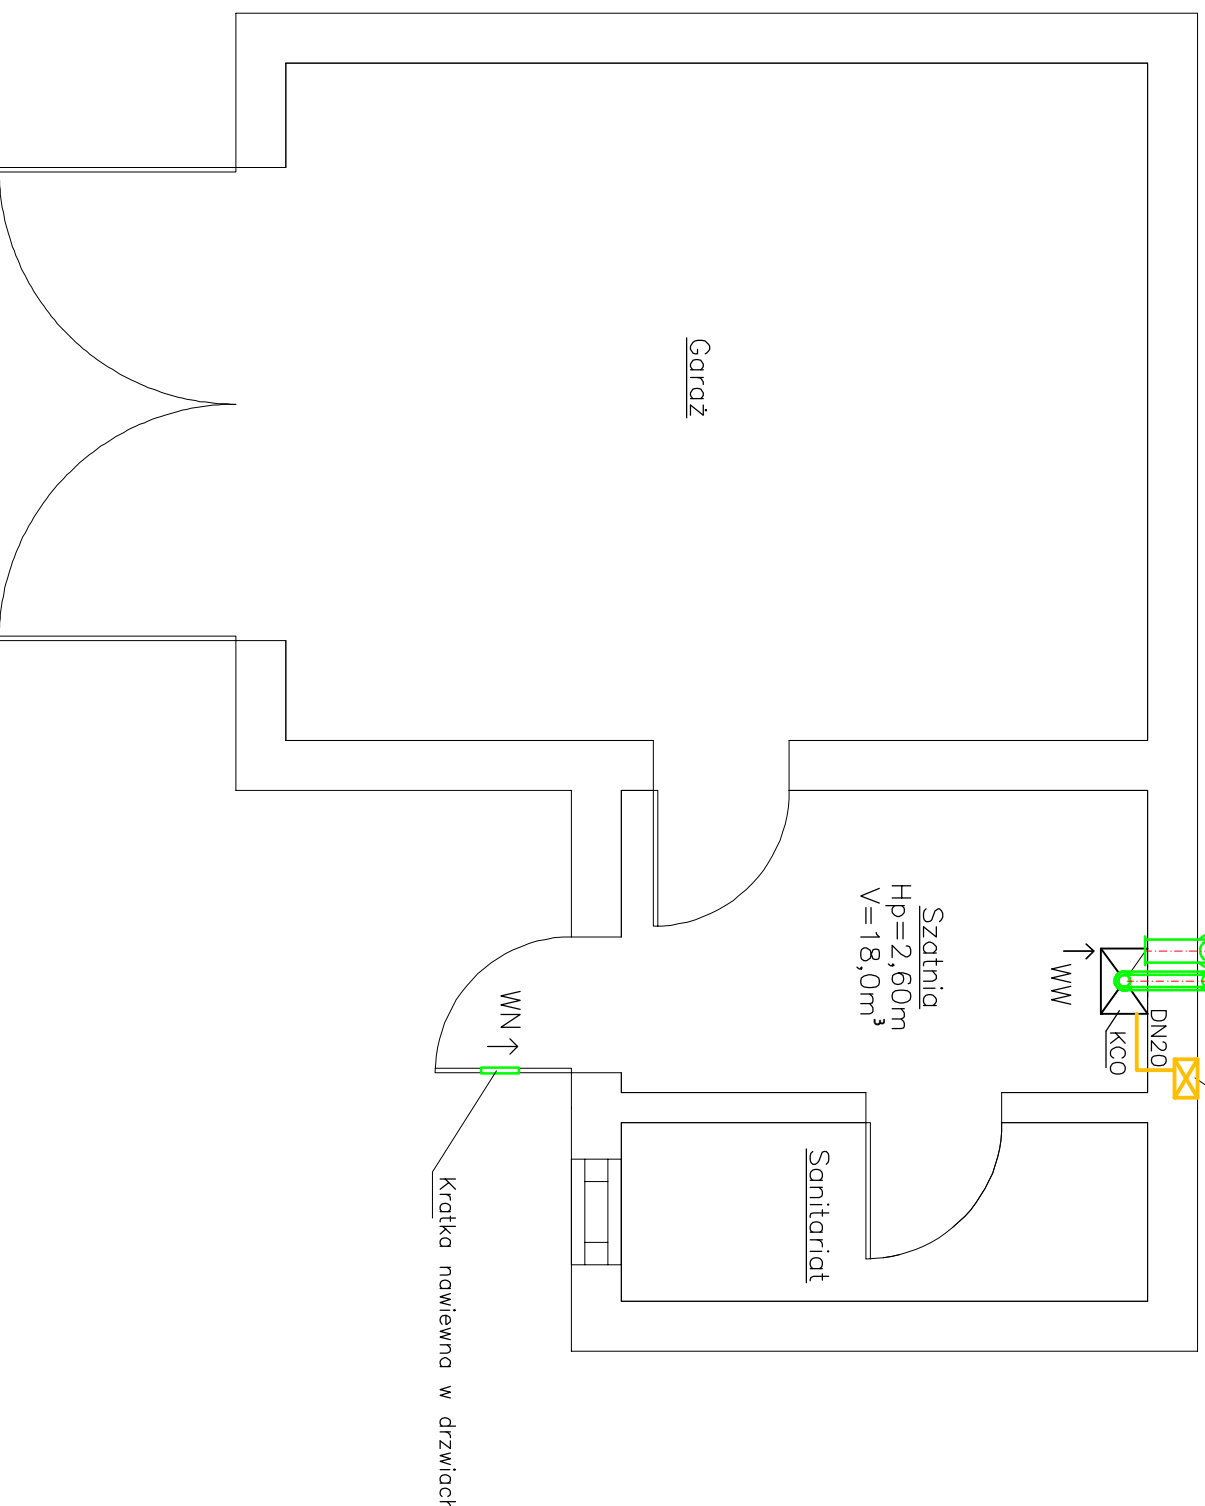 Garaż
Szatnia
Hp=2,60m
V=18,0m³
WW
DN20
KCO
WN
Sanitariat
Kratka nawiewna w